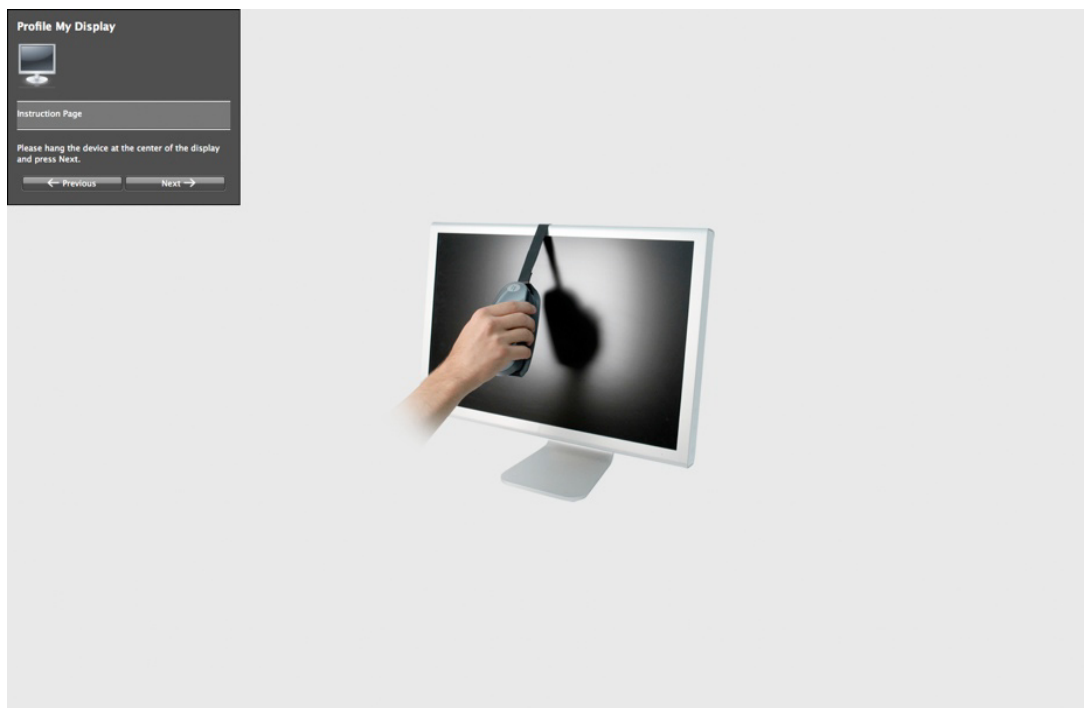 Profile My Display
Instruction Page
Please hang the device at the center of the display
and press Next.
← Previous
Next →